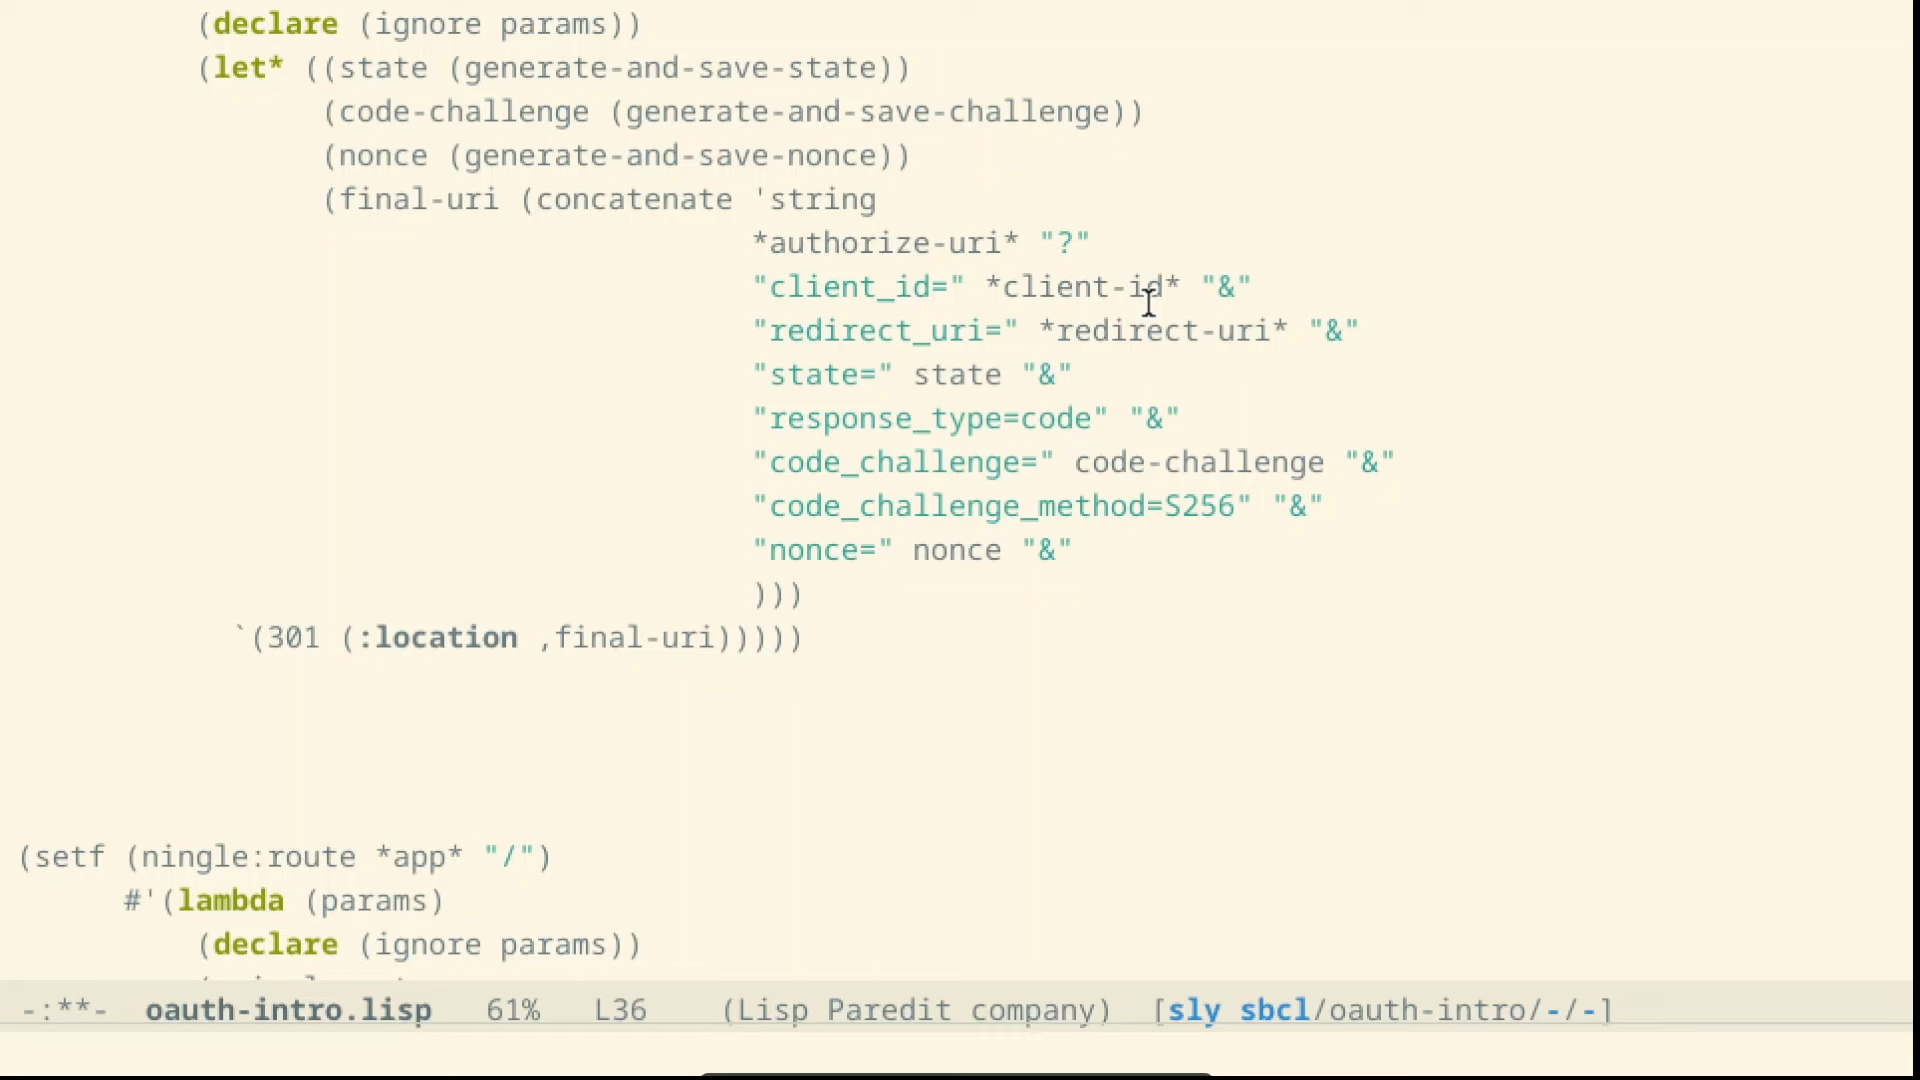 (declare (ignore params))
(let* ((state (generate-and-save-state))
(code-challenge (generate-and-save-challenge))
(nonce (generate-and-save-nonce))
(final-uri (concatenate 'string
*authorize-uri* "?"
"client_id=" *client-id* "&"
"redirect_uri=" *redirect-uri* "&"
"state=" state "&"
"response_type=code" "&"
"code_challenge=" code-challenge "&"
"code_challenge_method=S256" "&"
"nonce=" nonce "&"
)))
`(301 (:location ,final-uri)))))
(setf (ningle:route *app* "/")
#'(lambda (params)
(declare (ignore params))
-:**- oauth-intro.lisp 61% L36 (Lisp Paredit company) [sly sbcl/oauth-intro/-/-]